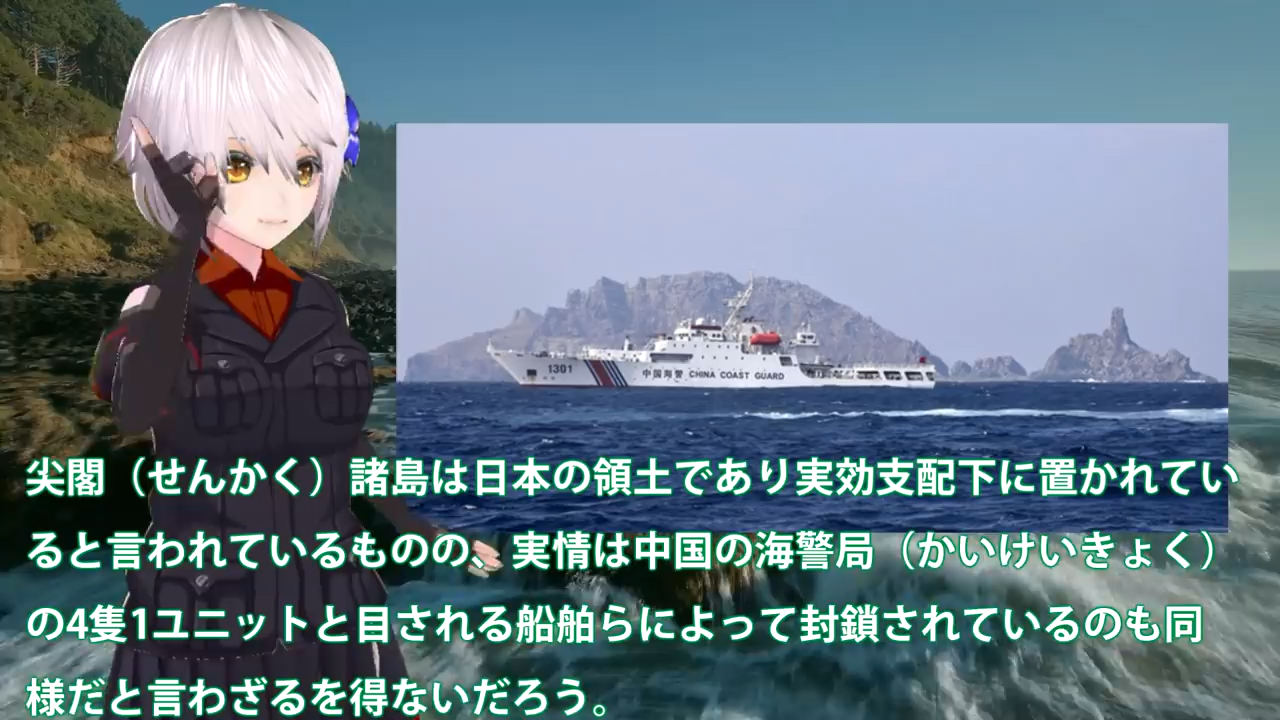 1301
中国海警 CHINA COAST GUARD
尖閣（せんかく）諸島は日本の領土であり実効支配下に置かれてい
ると言われているものの、実情は中国の海警局（かいけいきょく）
の4隻1ユニットと目される船舶らによって封鎖されているのも同
様だと言わざるを得ないだろう。